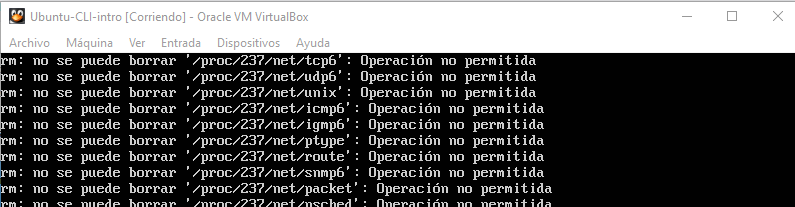 Ubuntu-CLI-intro [Corriendo] - Oracle VM VirtualBox
Archivo Máquina Ver Entrada Dispositivos Ayuda
rm: no se puede borrar '/proc/237/net/tcp6': Operación no permitida
rm: no se puede borrar '/proc/237/net/udp6': Operación no permitida
rm: no se puede borrar '/proc/237/net/unix': Operación no permitida
rm: no se puede borrar '/proc/237/net/icmp6': Operación no permitida
rm: no se puede borrar '/proc/237/net/igmp6': Operación no permitida
rm: no se puede borrar '/proc/237/net/ptype': Operación no permitida
rm: no se puede borrar '/proc/237/net/route': Operación no permitida
rm: no se puede borrar '/proc/237/net/snmp6': Operación no permitida
rm: no se puede borrar '/proc/237/net/packet': Operación no permitida
rm: no se puede borrar '/proc/237/net/psched': Operación no permitida